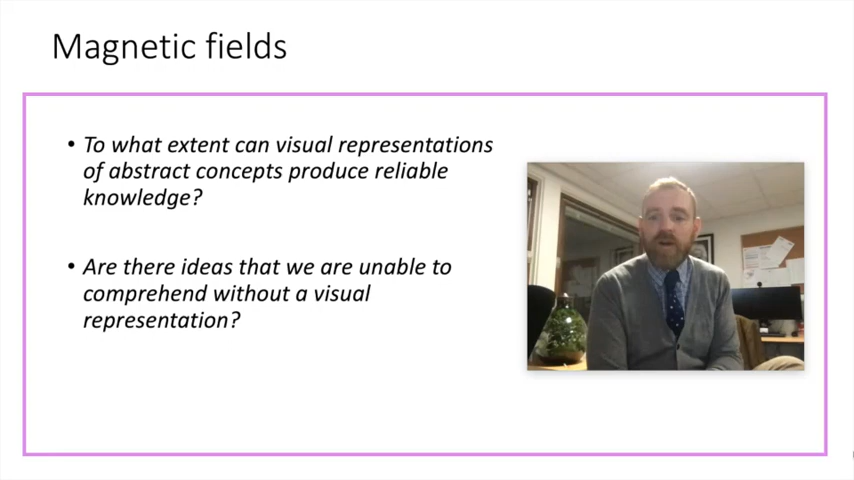 Magnetic fields
• To what extent can visual representations
of abstract concepts produce reliable
knowledge?
• Are there ideas that we are unable to
comprehend without a visual
representation?